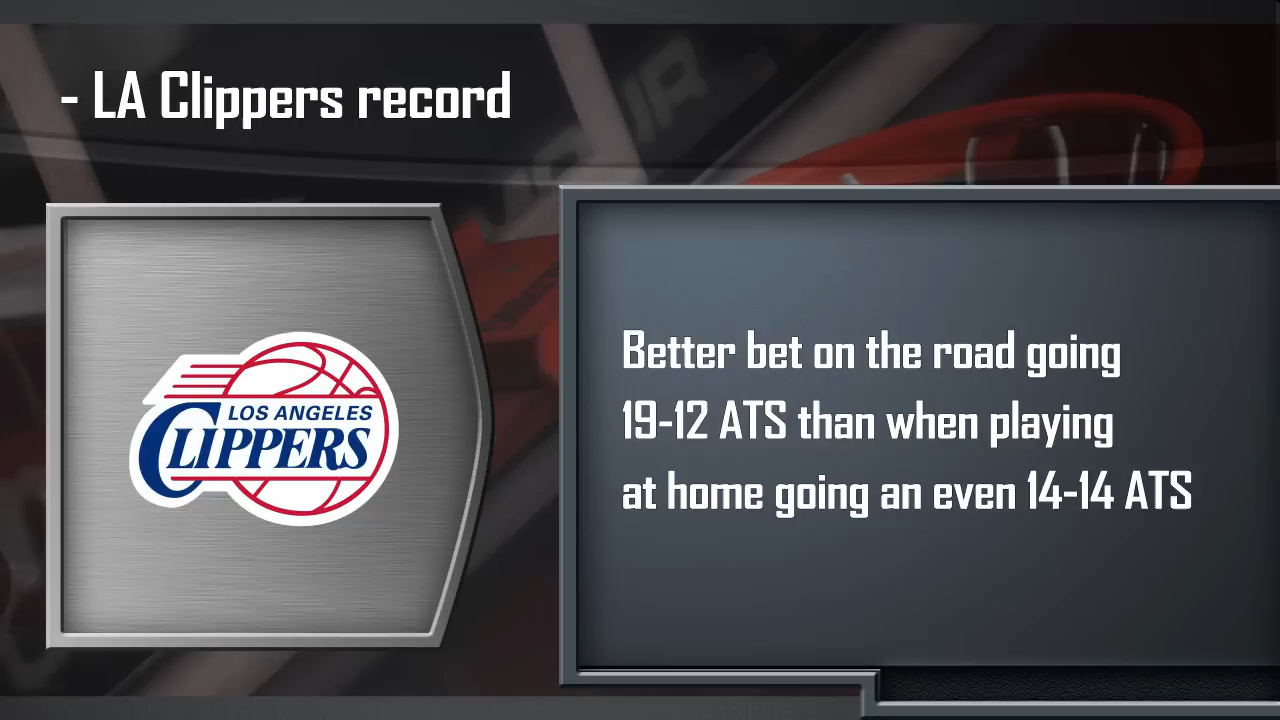 - LA Clippers record
LOS ANGELES
CLIPPERS
Better bet on the road going
19-12 ATS than when playing
at home going an even 14-14 ATS